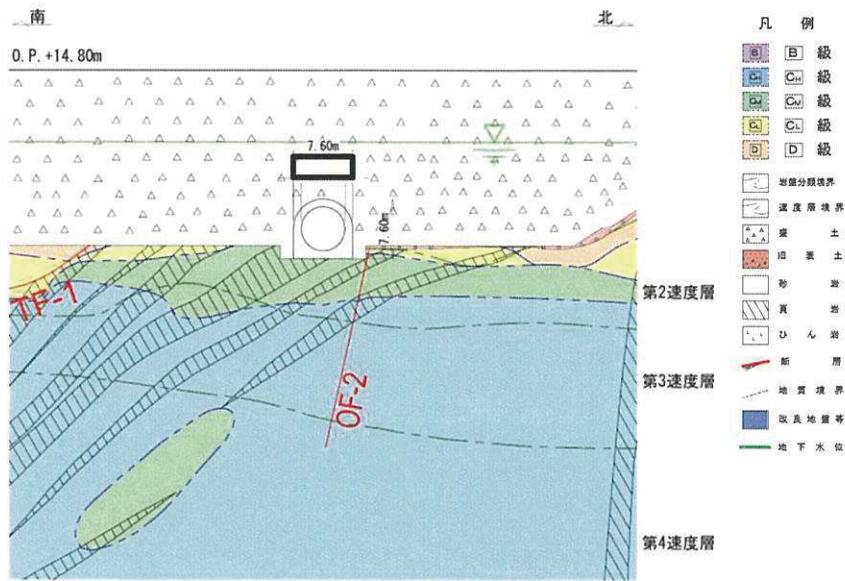 南
北
O.P.+14.80m
7.60m
7.60m
TF-1
OF-2
第2速度層
第3速度層
第4速度層
凡 例
B B 級
CH CH 級
CM CM 級
CL CL 級
D D 級
岩盤分類境界
速度層境界
盛 土
旧 表 土
砂 岩
頁 岩
ひ ん 岩
断 層
地 質 境 界
改 良 地 盤 等
地 下 水 位